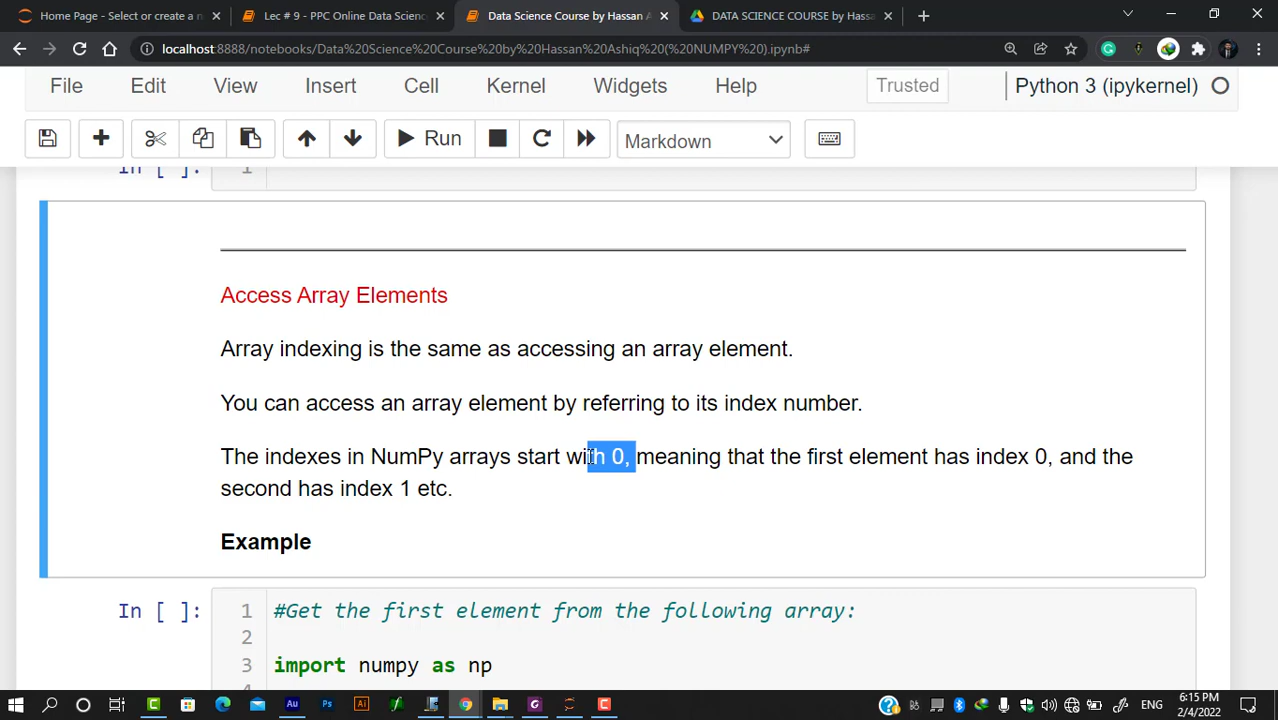 Home Page - Select or create a n
Lec # 9 - PPC Online Data Scienc
Data Science Course by Hassan A
DATA SCIENCE COURSE by Hassa
localhost:8888/notebooks/Data%20Science%20Course%20by%20Hassan%20Ashiq%20(%20NUMPY%20).ipynb#
File Edit View Insert Cell Kernel Widgets Help Trusted Python 3 (ipykernel)
Run Markdown
In [ ]: 1
Access Array Elements
Array indexing is the same as accessing an array element.
You can access an array element by referring to its index number.
The indexes in NumPy arrays start with 0, meaning that the first element has index 0, and the
second has index 1 etc.
Example
In [ ]: 1 #Get the first element from the following array:
2
3 import numpy as np
Au Ps Ai ENG 6:15 PM
2/4/2022